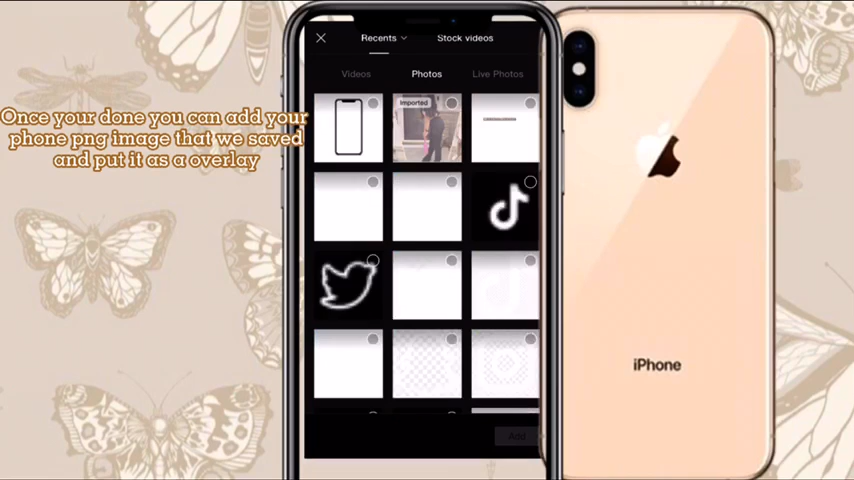 Once your done you can add your
phone png image that we saved
and put it as a overlay
Recents
Stock videos
Videos
Photos
Live Photos
Imported
Add
iPhone